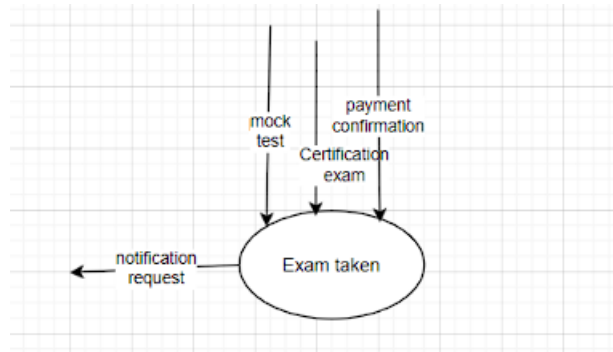 mock
test
payment
confirmation
Certification
exam
notification
request
Exam taken